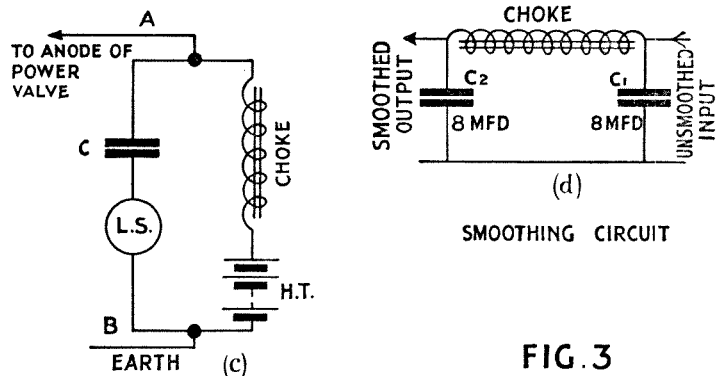 A
TO ANODE OF
POWER
VALVE
C
CHOKE
L.S.
H.T.
B
EARTH
(c)
CHOKE
SMOOTHED
OUTPUT
C2
8 MFD
C1
8 MFD
UNSMOOTHED
INPUT
(d)
SMOOTHING CIRCUIT
FIG.3